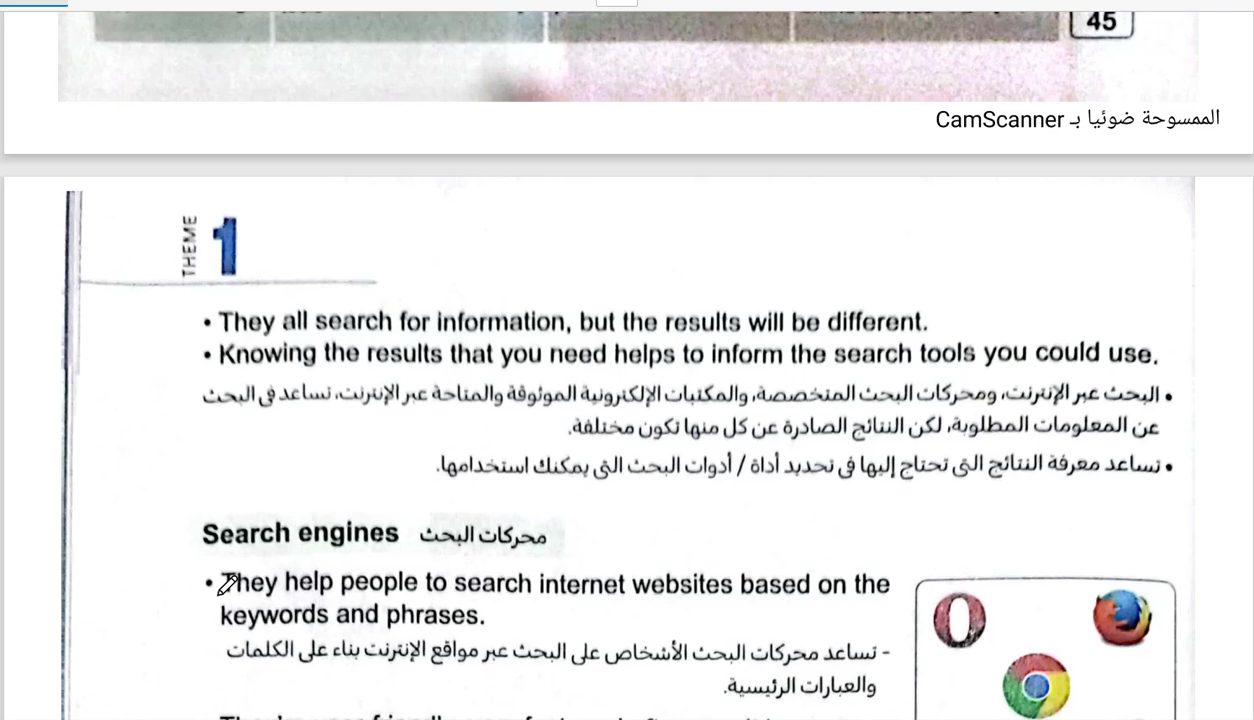 45
الممسوحة ضوئيا بـ CamScanner
THEME 1
• They all search for information, but the results will be different.
• Knowing the results that you need helps to inform the search tools you could use.
• البحث عبر الإنترنت، ومحركات البحث المتخصصة، والمكتبات الإلكترونية الموثوقة والمتاحة عبر الإنترنت، تساعد فى البحث
عن المعلومات المطلوبة، لكن النتائج الصادرة عن كل منها تكون مختلفة.
• تساعد معرفة النتائج التى تحتاج إليها فى تحديد أداة / أدوات البحث التى يمكنك استخدامها.
Search engines محركات البحث
• They help people to search internet websites based on the
keywords and phrases.
- تساعد محركات البحث الأشخاص على البحث عبر مواقع الإنترنت بناء على الكلمات
والعبارات الرئيسية.